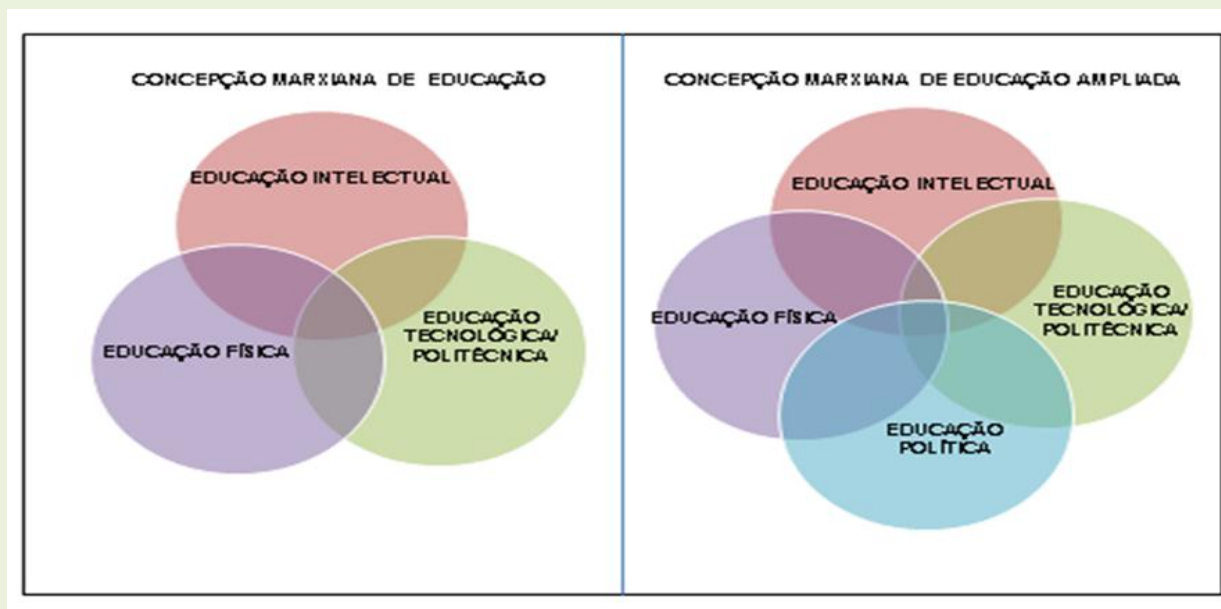 CONCEPÇÃO MARXIANA DE EDUCAÇÃO
EDUCAÇÃO INTELECTUAL
EDUCAÇÃO FÍSICA
EDUCAÇÃO
TECNOLÓGICA/
POLITÉCNICA
CONCEPÇÃO MARXIANA DE EDUCAÇÃO AMPLIADA
EDUCAÇÃO INTELECTUAL
EDUCAÇÃO FÍSICA
EDUCAÇÃO
TECNOLÓGICA/
POLITÉCNICA
EDUCAÇÃO
POLÍTICA